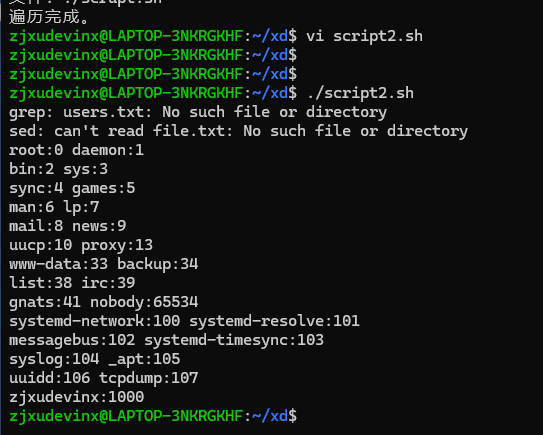 文件：./script.sh
遍历完成。
zjxudevinx@LAPTOP-3NKRGKHF:~/xd$ vi script2.sh
zjxudevinx@LAPTOP-3NKRGKHF:~/xd$
zjxudevinx@LAPTOP-3NKRGKHF:~/xd$
zjxudevinx@LAPTOP-3NKRGKHF:~/xd$ ./script2.sh
grep: users.txt: No such file or directory
sed: can't read file.txt: No such file or directory
root:0 daemon:1
bin:2 sys:3
sync:4 games:5
man:6 lp:7
mail:8 news:9
uucp:10 proxy:13
www-data:33 backup:34
list:38 irc:39
gnats:41 nobody:65534
systemd-network:100 systemd-resolve:101
messagebus:102 systemd-timesync:103
syslog:104 _apt:105
uuidd:106 tcpdump:107
zjxudevinx:1000
zjxudevinx@LAPTOP-3NKRGKHF:~/xd$